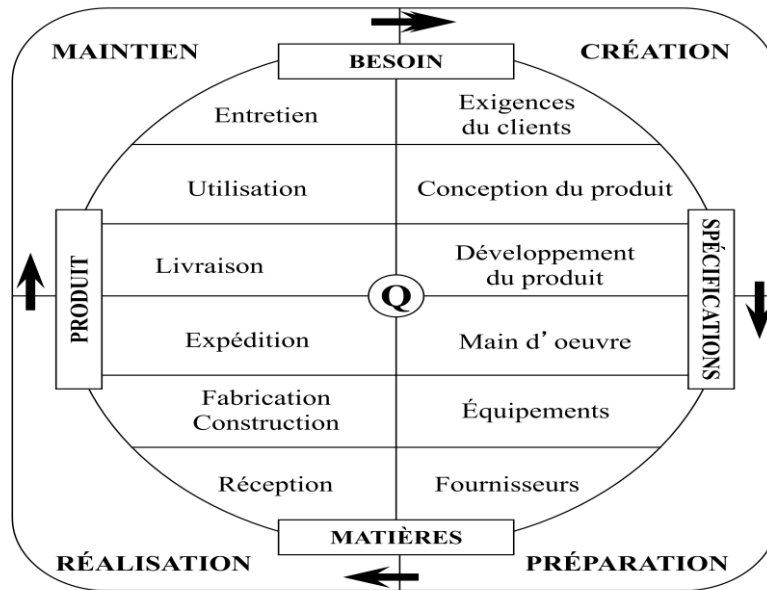 MAINTIEN
CRÉATION
BESOIN
Entretien
Exigences
du clients
Utilisation
Conception du produit
PRODUIT
SPÉCIFICATIONS
Livraison
Développement
du produit
Q
Expédition
Main d' oeuvre
Fabrication
Construction
Équipements
Réception
Fournisseurs
MATIÈRES
RÉALISATION
PRÉPARATION